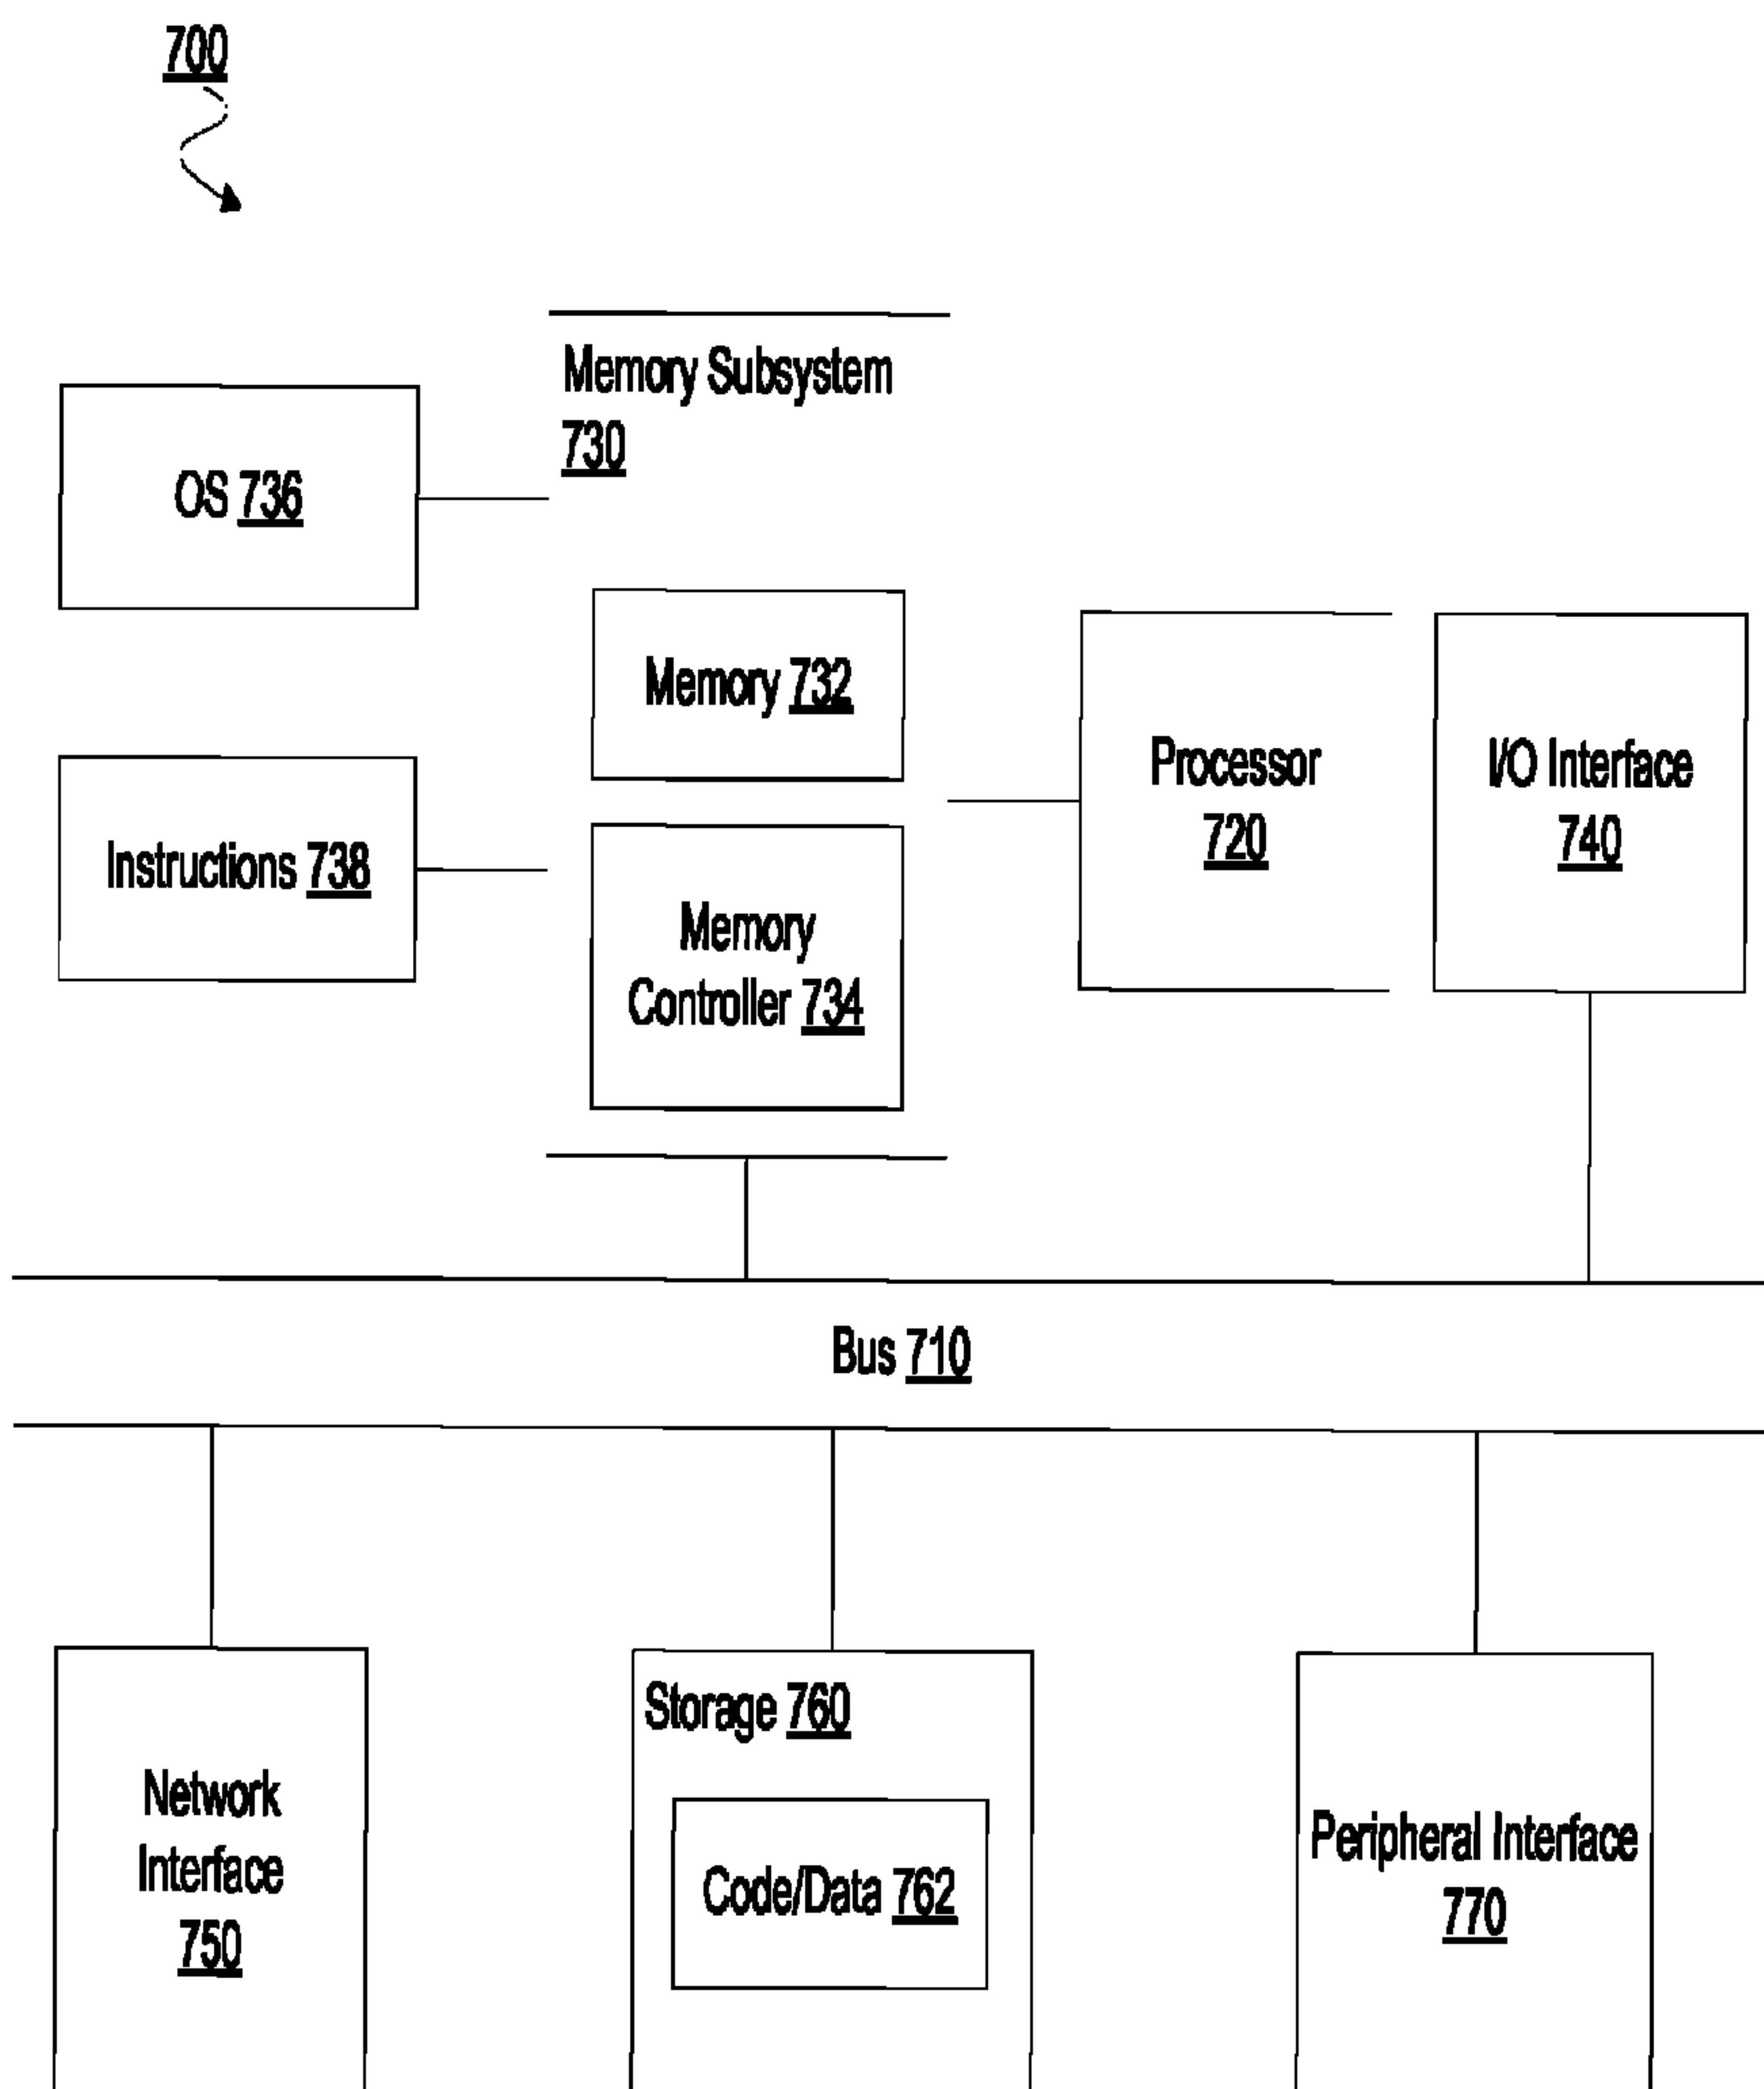 700
Memory Subsystem
730
OS 736
Memory 732
Processor
720
I/O Interface
740
Instructions 738
Memory
Controller 734
Bus 710
Network
Interface
750
Storage 760
Code/Data 762
Peripheral Interface
770